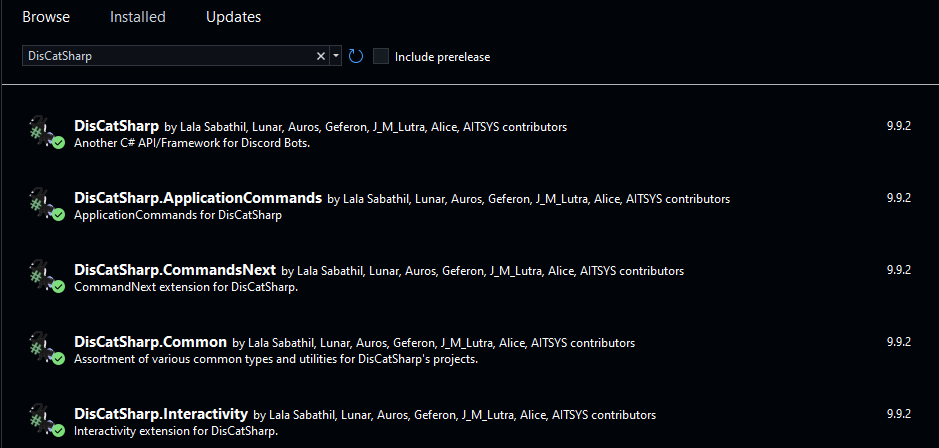 Browse Installed Updates
DisCatSharp
Include prerelease
DisCatSharp by Lala Sabathil, Lunar, Auros, Geferon, J_M_Lutra, Alice, AITSYS contributors 9.9.2
Another C# API/Framework for Discord Bots.
DisCatSharp.ApplicationCommands by Lala Sabathil, Lunar, Auros, Geferon, J_M_Lutra, Alice, AITSYS contributors 9.9.2
ApplicationCommands for DisCatSharp
DisCatSharp.CommandsNext by Lala Sabathil, Lunar, Auros, Geferon, J_M_Lutra, Alice, AITSYS contributors 9.9.2
CommandNext extension for DisCatSharp.
DisCatSharp.Common by Lala Sabathil, Lunar, Auros, Geferon, J_M_Lutra, Alice, AITSYS contributors 9.9.2
Assortment of various common types and utilities for DisCatSharp's projects.
DisCatSharp.Interactivity by Lala Sabathil, Lunar, Auros, Geferon, J_M_Lutra, Alice, AITSYS contributors 9.9.2
Interactivity extension for DisCatSharp.